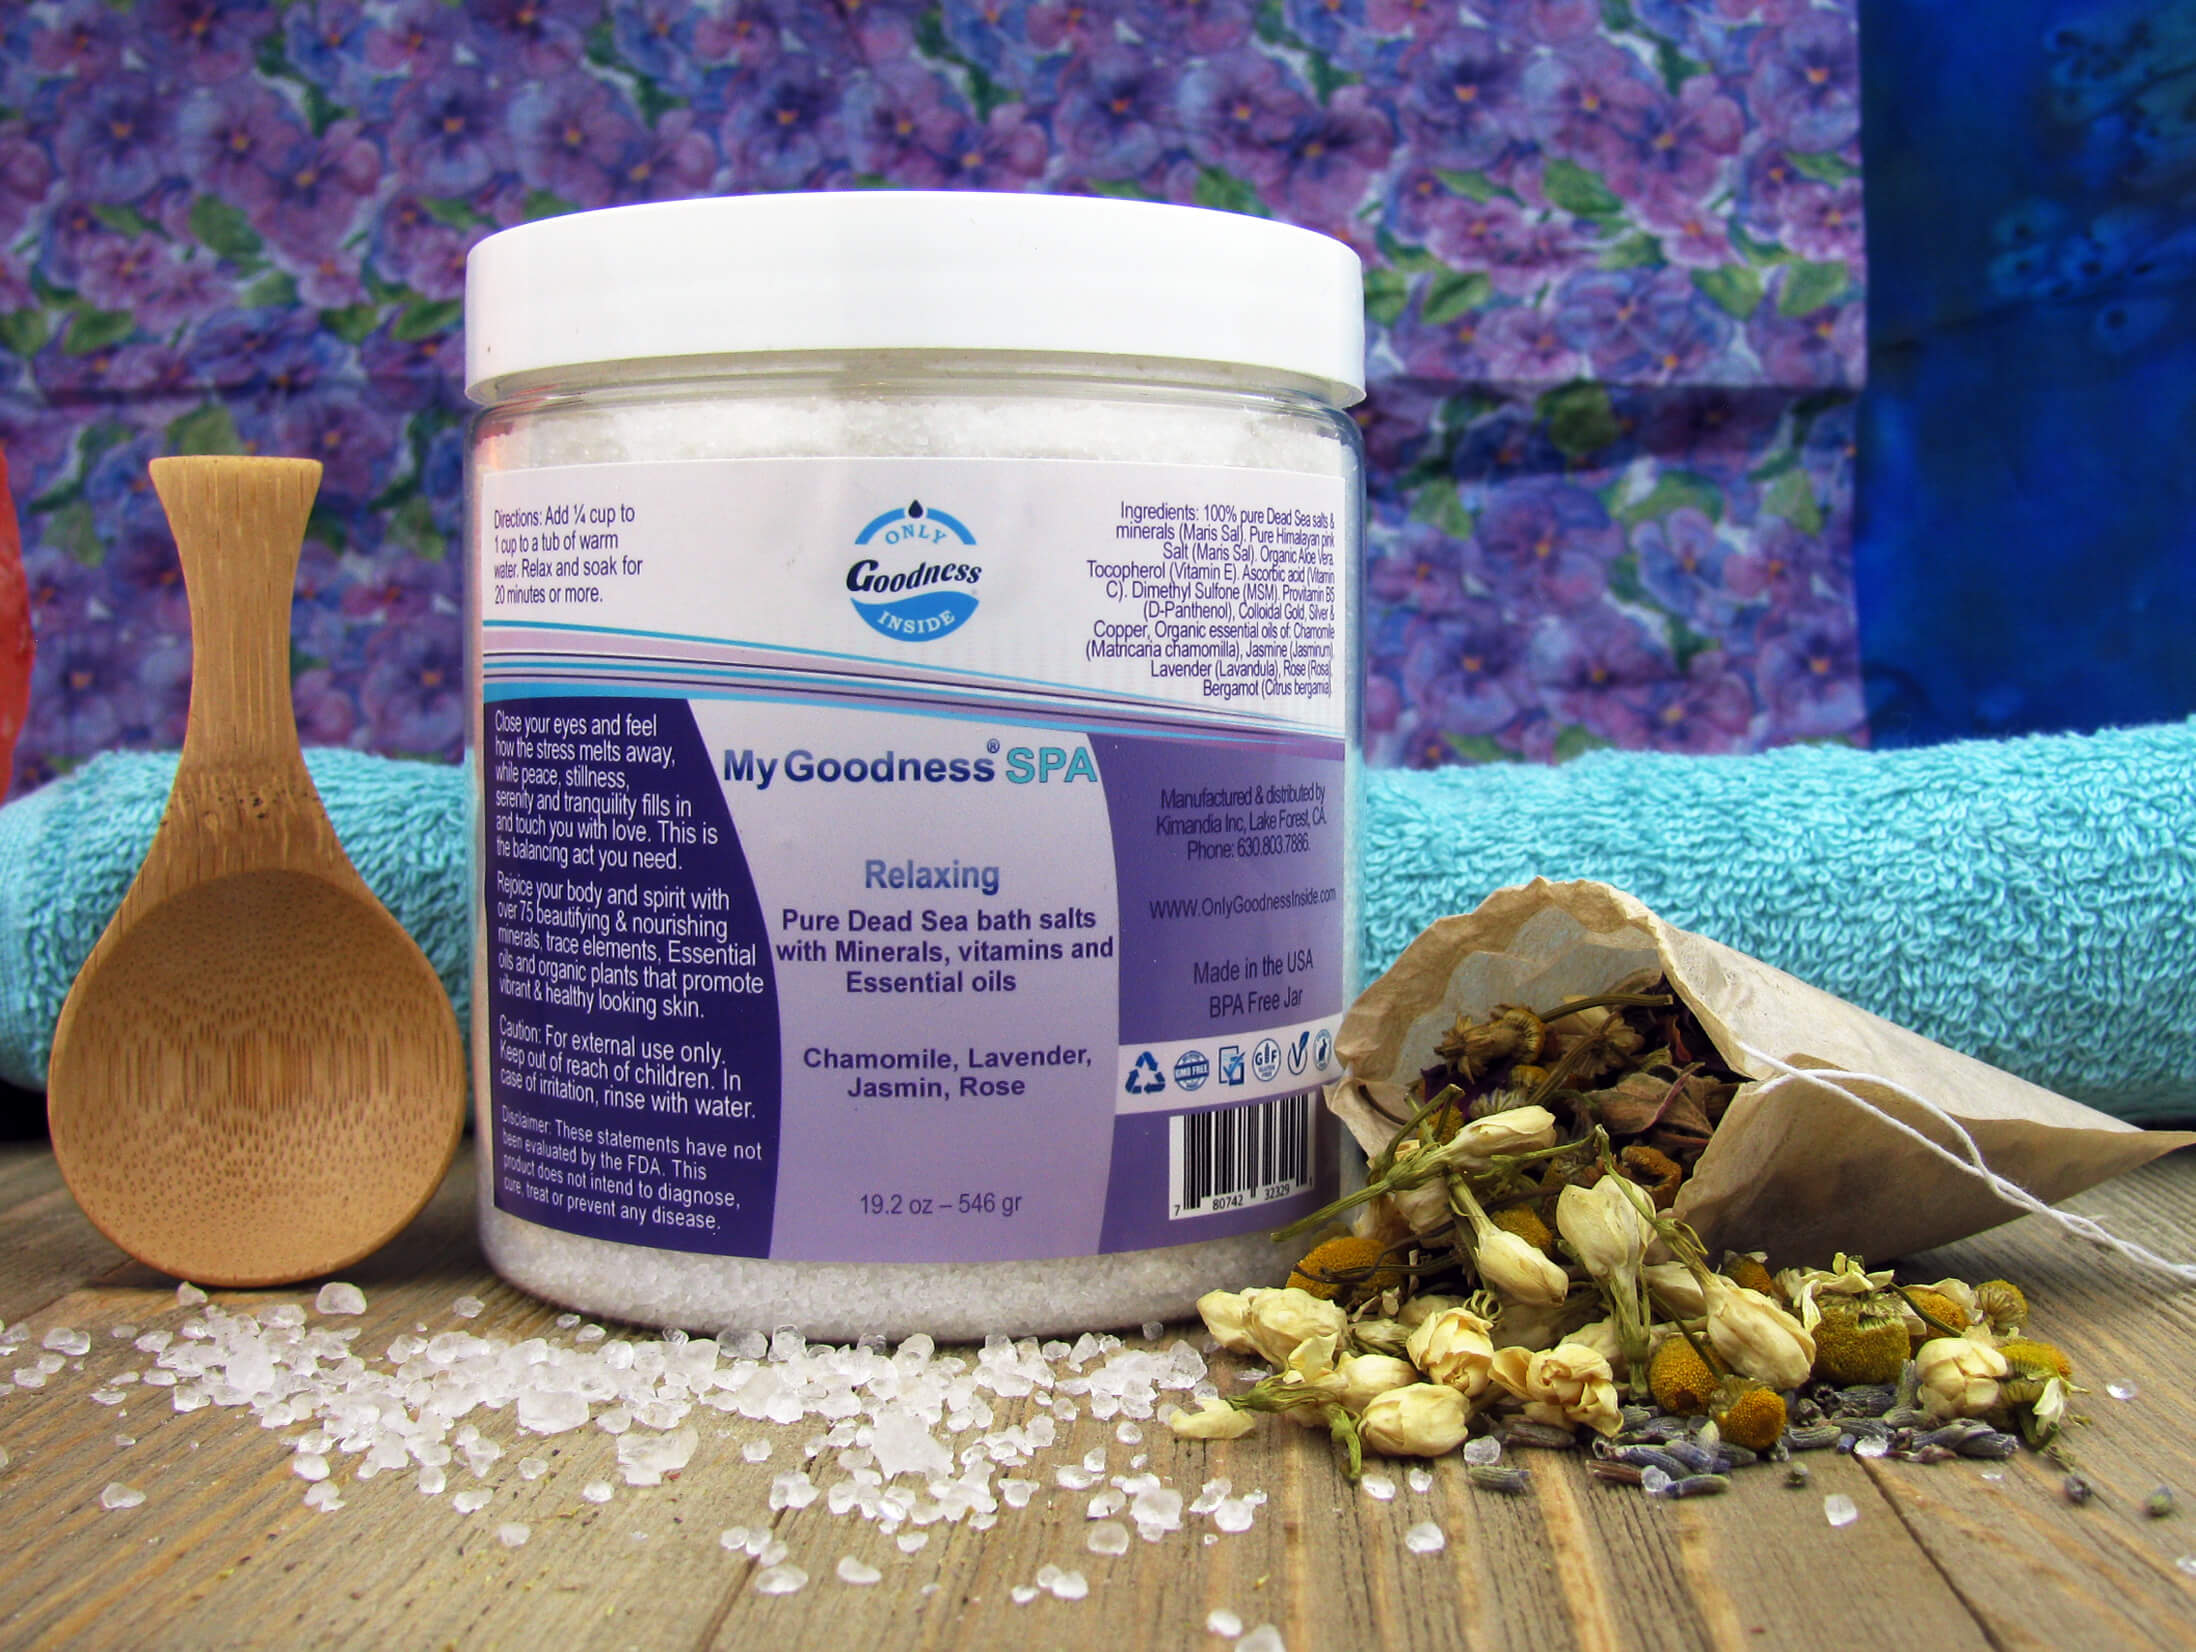 Directions: Add ¼ cup to
1 cup to a tub of warm
water. Relax and soak for
20 minutes or more.
ONLY
Goodness
INSIDE
Ingredients: 100% pure Dead Sea salts &
minerals (Maris Sal). Pure Himalayan pink
Salt (Maris Sal). Organic Aloe Vera.
Tocopherol (Vitamin E). Ascorbic acid (Vitamin
C). Dimethyl Sulfone (MSM). Provitamin B5
(D-Panthenol), Colloidal Gold, Silver &
Copper, Organic essential oils of: Chamomile
(Matricaria chamomilla), Jasmine (Jasminum),
Lavender (Lavandula), Rose (Rosa),
Bergamot (Citrus bergamia).
Close your eyes and feel
how the stress melts away,
while peace, stillness,
serenity and tranquility fills in
and touch you with love. This is
the balancing act you need.
Rejoice your body and spirit with
over 75 beautifying & nourishing
minerals, trace elements, Essential
oils and organic plants that promote
vibrant & healthy looking skin.
Caution: For external use only.
Keep out of reach of children. In
case of irritation, rinse with water.
Disclaimer: These statements have not
been evaluated by the FDA. This
product does not intend to diagnose,
cure, treat or prevent any disease.
My Goodness® SPA
Relaxing
Pure Dead Sea bath salts
with Minerals, vitamins and
Essential oils
Chamomile, Lavender,
Jasmin, Rose
19.2 oz – 546 gr
Manufactured & distributed by
Kimandia Inc, Lake Forest, CA.
Phone: 630.803.7886.
WWW.OnlyGoodnessInside.com
Made in the USA
BPA Free Jar
GMO FREE
GF
7 80742 32329 1